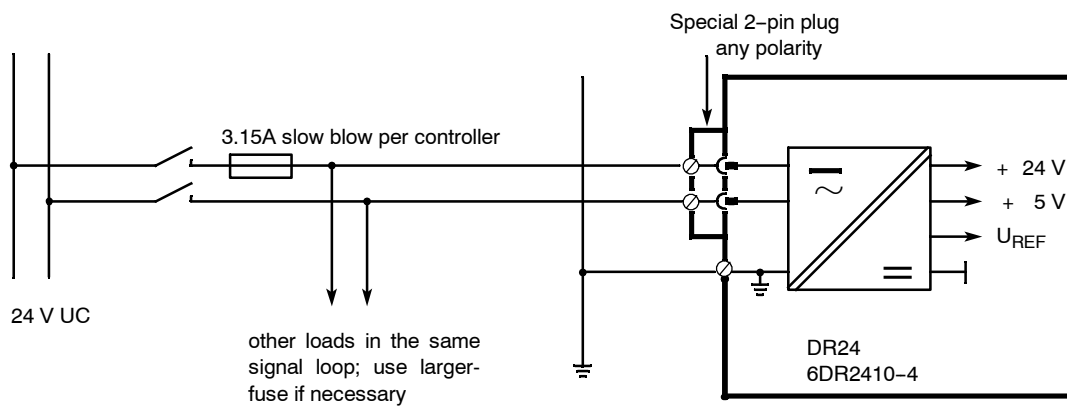 Special 2-pin plug
any polarity
3.15A slow blow per controller
+ 24 V
+ 5 V
UREF
24 V UC
other loads in the same
signal loop; use larger-
fuse if necessary
DR24
6DR2410-4